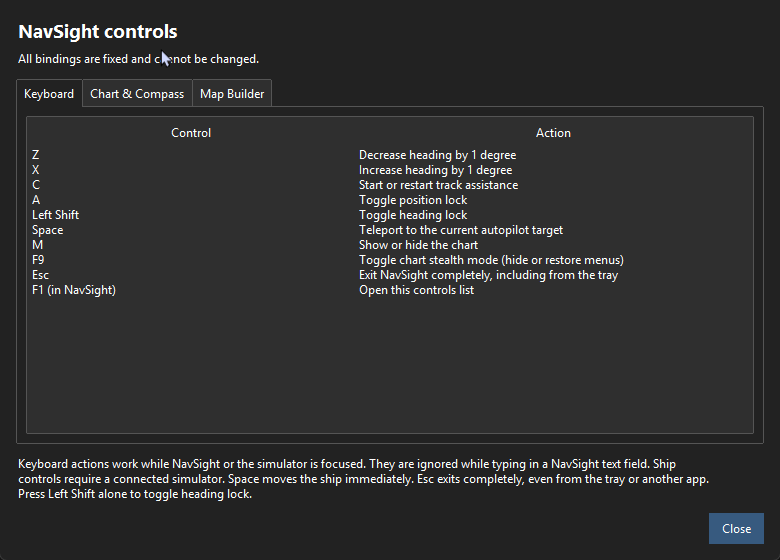 NavSight controls
All bindings are fixed and cannot be changed.
Keyboard Chart & Compass Map Builder
Control Action
Z Decrease heading by 1 degree
X Increase heading by 1 degree
C Start or restart track assistance
A Toggle position lock
Left Shift Toggle heading lock
Space Teleport to the current autopilot target
M Show or hide the chart
F9 Toggle chart stealth mode (hide or restore menus)
Esc Exit NavSight completely, including from the tray
F1 (in NavSight) Open this controls list
Keyboard actions work while NavSight or the simulator is focused. They are ignored while typing in a NavSight text field. Ship
controls require a connected simulator. Space moves the ship immediately. Esc exits completely, even from the tray or another app.
Press Left Shift alone to toggle heading lock.
Close